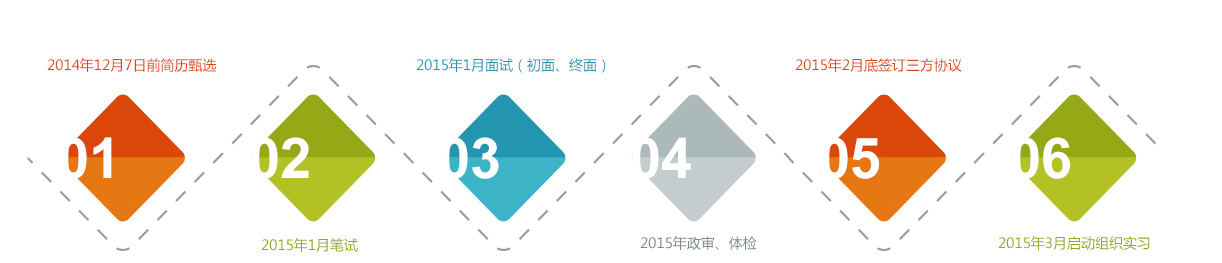 2014年12月7日前简历甄选
01
02
2015年1月笔试
2015年1月面试（初面、终面）
03
04
2015年政审、体检
2015年2月底签订三方协议
05
06
2015年3月启动组织实习